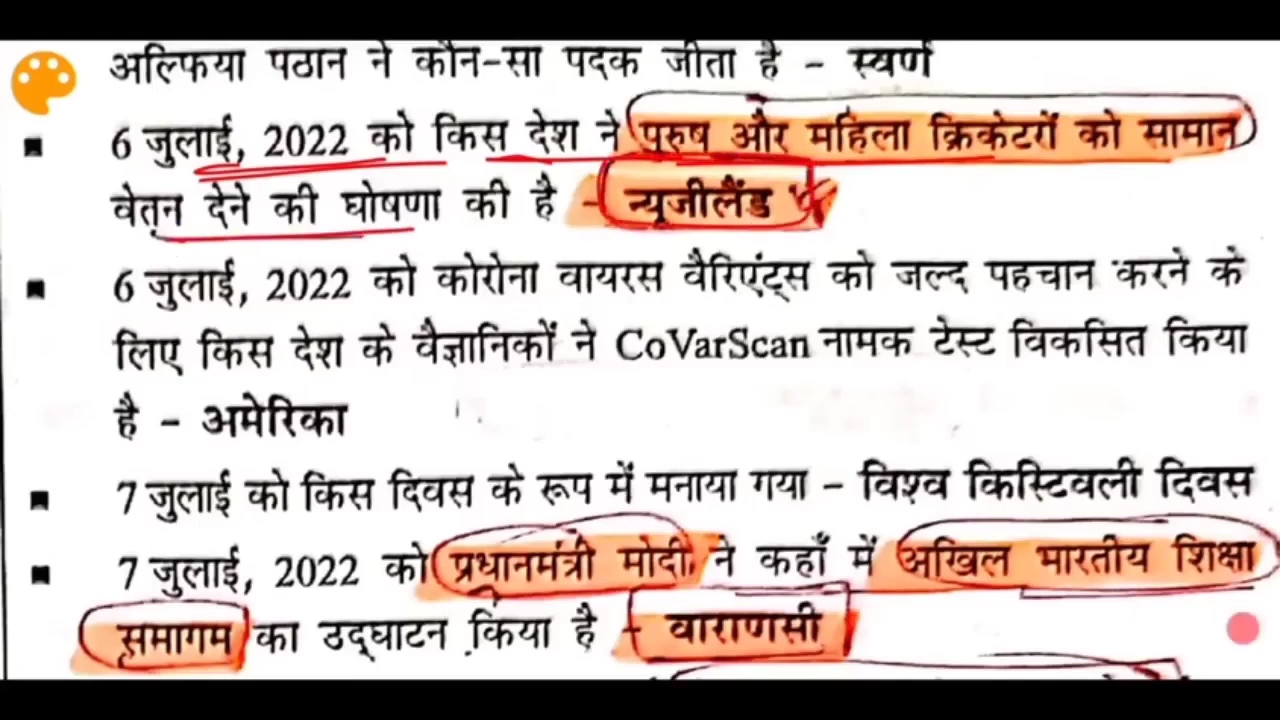 अल्फिया पठान ने कौन-सा पदक जीता है - स्वर्ण
6 जुलाई, 2022 को किस देश ने पुरुष और महिला क्रिकेटरों को सामान
वेतन देने की घोषणा की है - न्यूजीलैंड
6 जुलाई, 2022 को कोरोना वायरस वैरिएंट्स को जल्द पहचान करने के
लिए किस देश के वैज्ञानिकों ने CoVarScan नामक टेस्ट विकसित किया
है - अमेरिका
7 जुलाई को किस दिवस के रूप में मनाया गया - विश्व किस्टिवली दिवस
7 जुलाई, 2022 को प्रधानमंत्री मोदी ने कहाँ में अखिल भारतीय शिक्षा
समागम का उद्घाटन किया है - वाराणसी